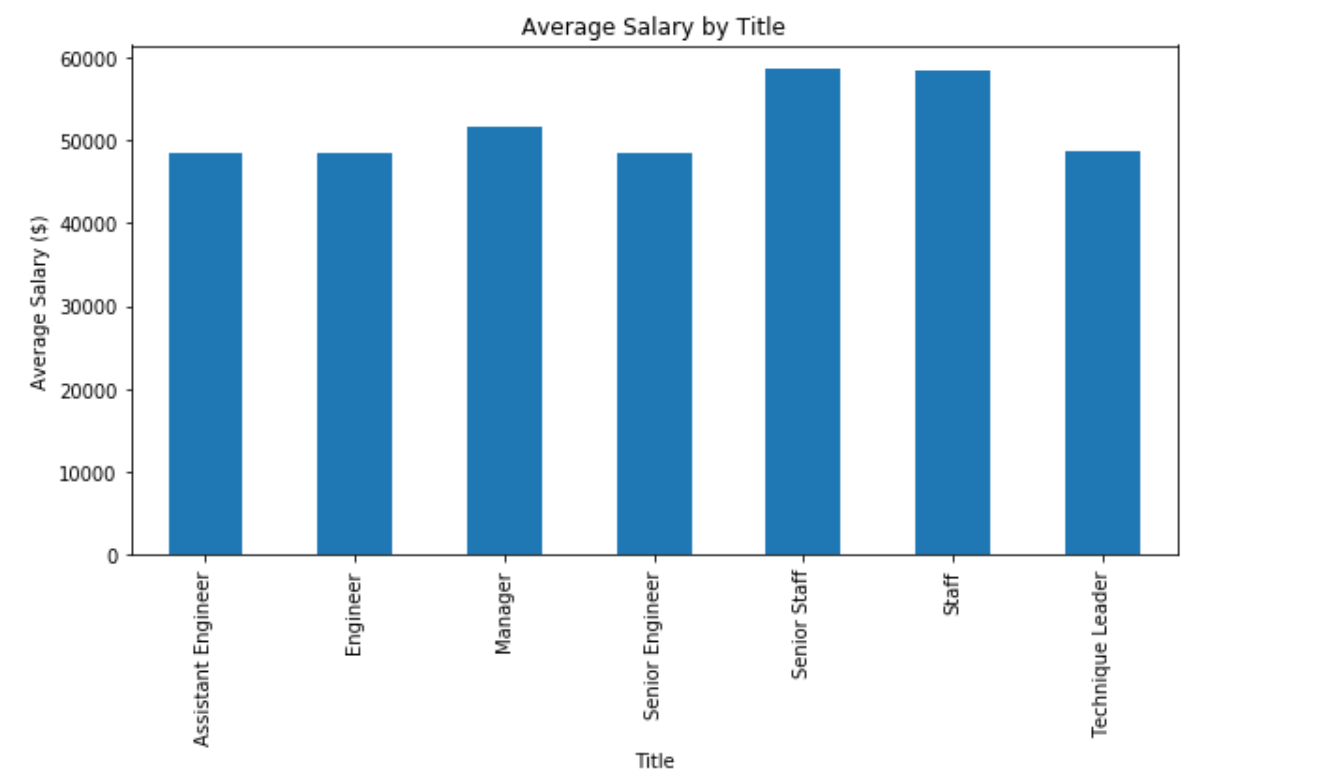 Average Salary by Title
Average Salary ($)
60000
50000
40000
30000
20000
10000
0
Assistant Engineer
Engineer
Manager
Senior Engineer
Senior Staff
Staff
Technique Leader
Title